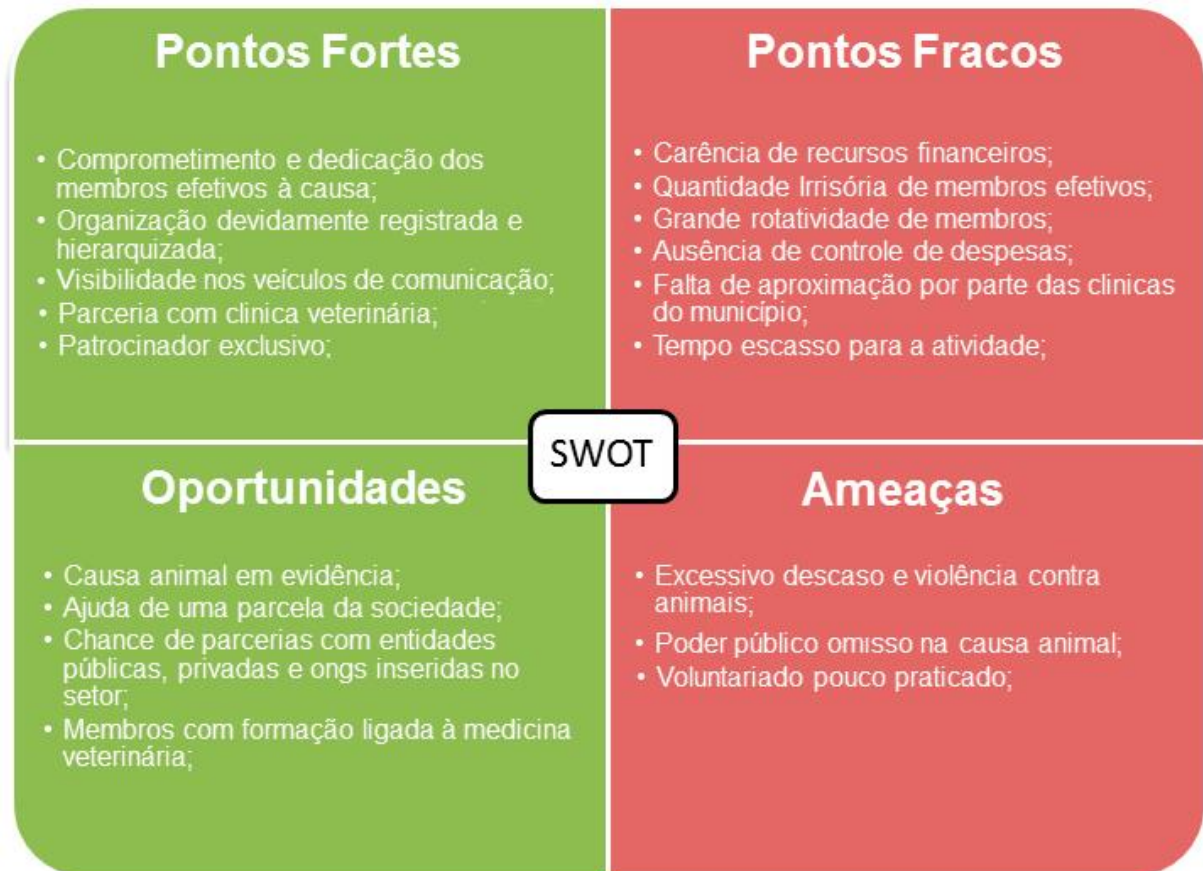 Pontos Fortes
• Comprometimento e dedicação dos
membros efetivos à causa;
• Organização devidamente registrada e
hierarquizada;
• Visibilidade nos veículos de comunicação;
• Parceria com clinica veterinária;
• Patrocinador exclusivo;
Pontos Fracos
• Carência de recursos financeiros;
• Quantidade Irrisória de membros efetivos;
• Grande rotatividade de membros;
• Ausência de controle de despesas;
• Falta de aproximação por parte das clinicas
do município;
• Tempo escasso para a atividade;
SWOT
Oportunidades
• Causa animal em evidência;
• Ajuda de uma parcela da sociedade;
• Chance de parcerias com entidades
públicas, privadas e ongs inseridas no
setor;
• Membros com formação ligada à medicina
veterinária;
Ameaças
• Excessivo descaso e violência contra
animais;
• Poder público omisso na causa animal;
• Voluntariado pouco praticado;